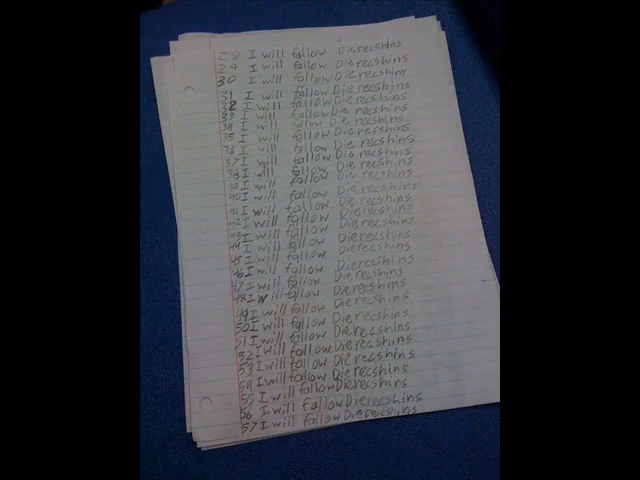 28 I will follow Dierecshins
29 I will follow Dierecshins
30 I will follow Dierecshins
31 I will follow Dierecshins
32 I will follow Dierecshins
33 I will follow Dierecshins
34 I will follow Dierecshins
35 I will follow Dierecshins
36 I will follow Dierecshins
37 I will follow Dierecshins
38 I will follow Dierecshins
39 I will follow Dierecshins
40 I will follow Dierecshins
41 I will follow Dierecshins
42 I will follow Dierecshins
43 I will follow Dierecshins
44 I will follow Dierecshins
45 I will follow Dierecshins
46 I will follow Dierecshins
47 I will follow Dierecshins
48 I will follow Dierecshins
49 I will follow Dierecshins
50 I will follow Dierecshins
51 I will follow Dierecshins
52 I will follow Dierecshins
53 I will follow Dierecshins
54 I will follow Dierecshins
55 I will follow Dierecshins
56 I will follow Dierecshins
57 I will follow Dierecshins